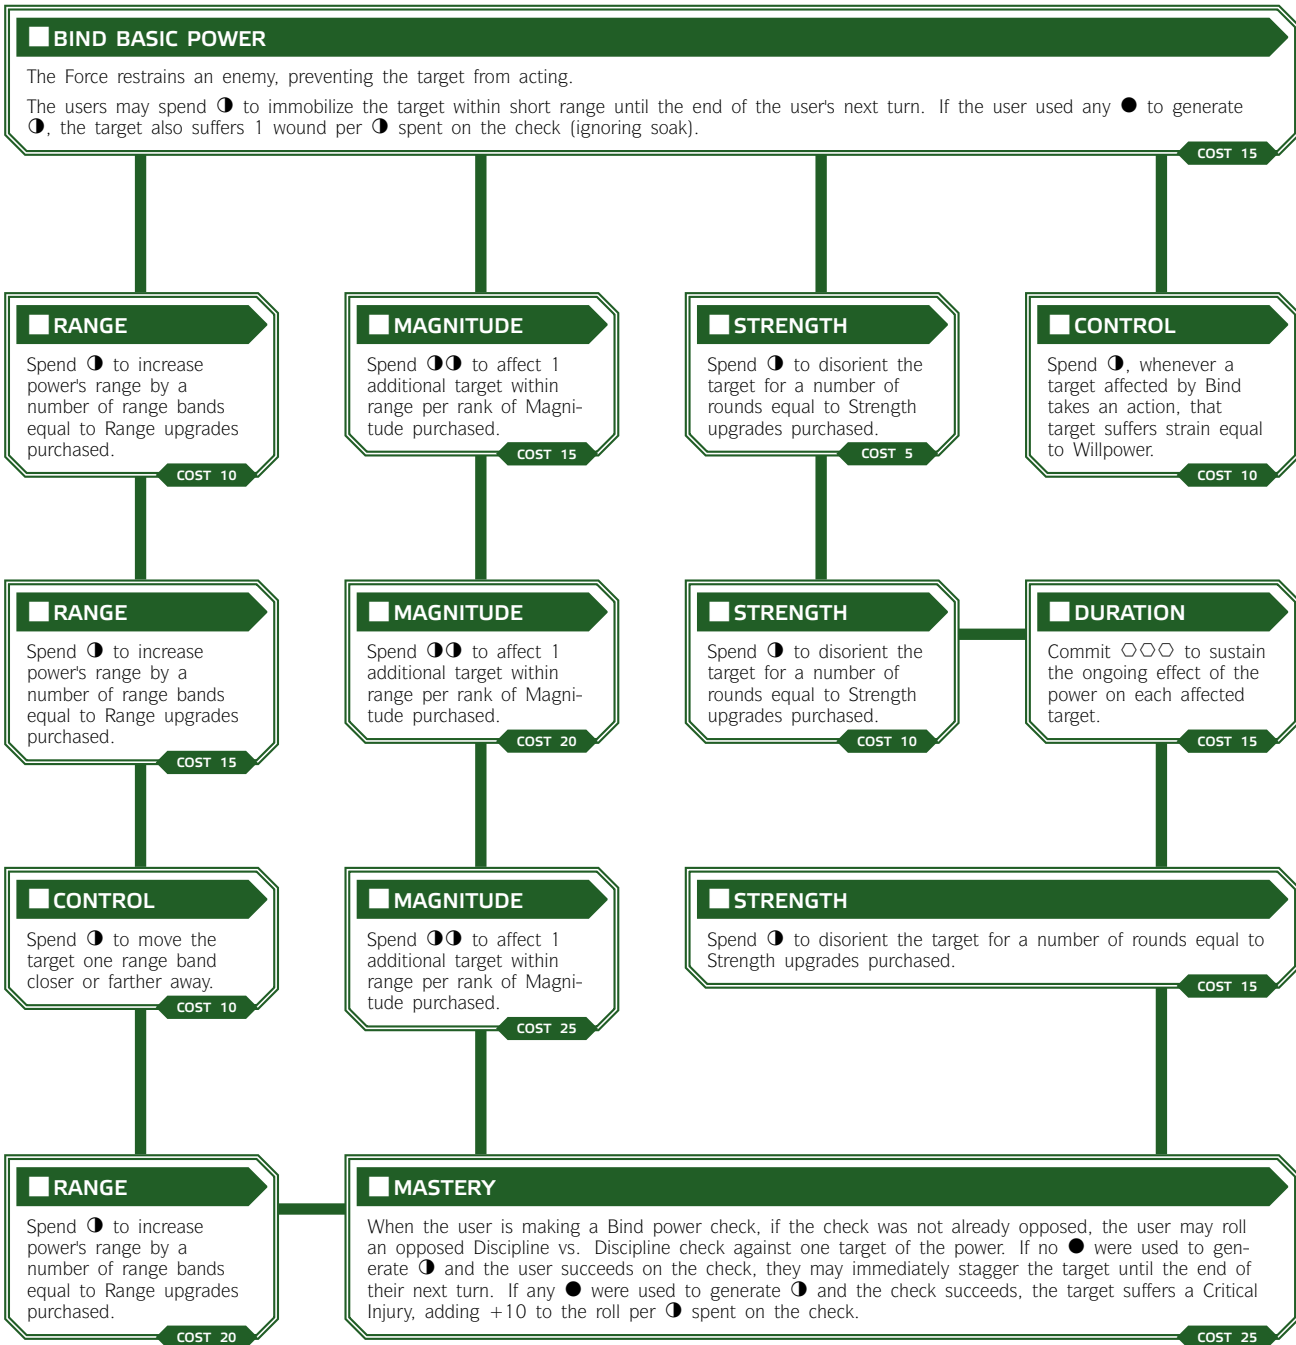 BIND BASIC POWER
The Force restrains an enemy, preventing the target from acting.
The users may spend ◑ to immobilize the target within short range until the end of the user's next turn. If the user used any ● to generate
◑, the target also suffers 1 wound per ◑ spent on the check (ignoring soak).
COST 15
RANGE
Spend ◑ to increase
power's range by a
number of range bands
equal to Range upgrades
purchased.
COST 10
MAGNITUDE
Spend ◑◑ to affect 1
additional target within
range per rank of Magni-
tude purchased.
COST 15
STRENGTH
Spend ◑ to disorient the
target for a number of
rounds equal to Strength
upgrades purchased.
COST 5
CONTROL
Spend ◑, whenever a
target affected by Bind
takes an action, that
target suffers strain equal
to Willpower.
COST 10
RANGE
Spend ◑ to increase
power's range by a
number of range bands
equal to Range upgrades
purchased.
COST 15
MAGNITUDE
Spend ◑◑ to affect 1
additional target within
range per rank of Magni-
tude purchased.
COST 20
STRENGTH
Spend ◑ to disorient the
target for a number of
rounds equal to Strength
upgrades purchased.
COST 10
DURATION
Commit ⬡⬡⬡ to sustain
the ongoing effect of the
power on each affected
target.
COST 15
CONTROL
Spend ◑ to move the
target one range band
closer or farther away.
COST 10
MAGNITUDE
Spend ◑◑ to affect 1
additional target within
range per rank of Magni-
tude purchased.
COST 25
STRENGTH
Spend ◑ to disorient the target for a number of rounds equal to
Strength upgrades purchased.
COST 15
RANGE
Spend ◑ to increase
power's range by a
number of range bands
equal to Range upgrades
purchased.
COST 20
MASTERY
When the user is making a Bind power check, if the check was not already opposed, the user may roll
an opposed Discipline vs. Discipline check against one target of the power. If no ● were used to gen-
erate ◑ and the user succeeds on the check, they may immediately stagger the target until the end of
their next turn. If any ● were used to generate ◑ and the check succeeds, the target suffers a Critical
Injury, adding +10 to the roll per ◑ spent on the check.
COST 25